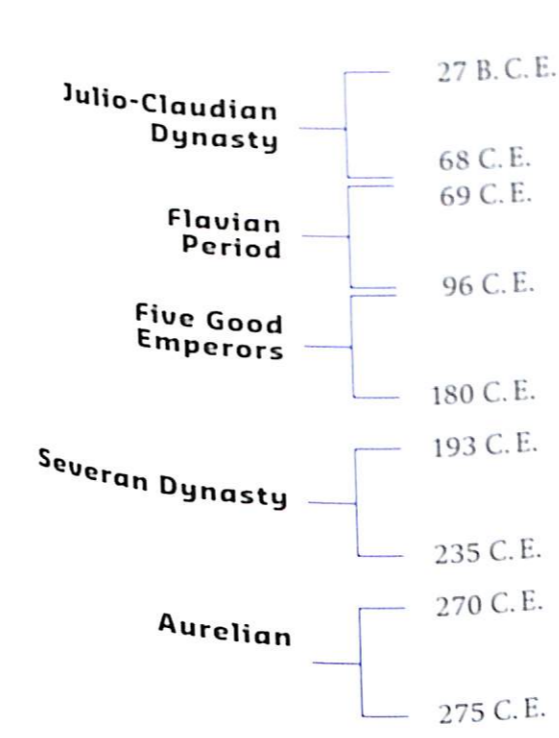 27 B. C. E.
Julio-Claudian
Dynasty
68 C. E.
69 C. E.
Flavian
Period
96 C. E.
Five Good
Emperors
180 C. E.
193 C. E.
Severan Dynasty
235 C. E.
270 C. E.
Aurelian
275 C. E.